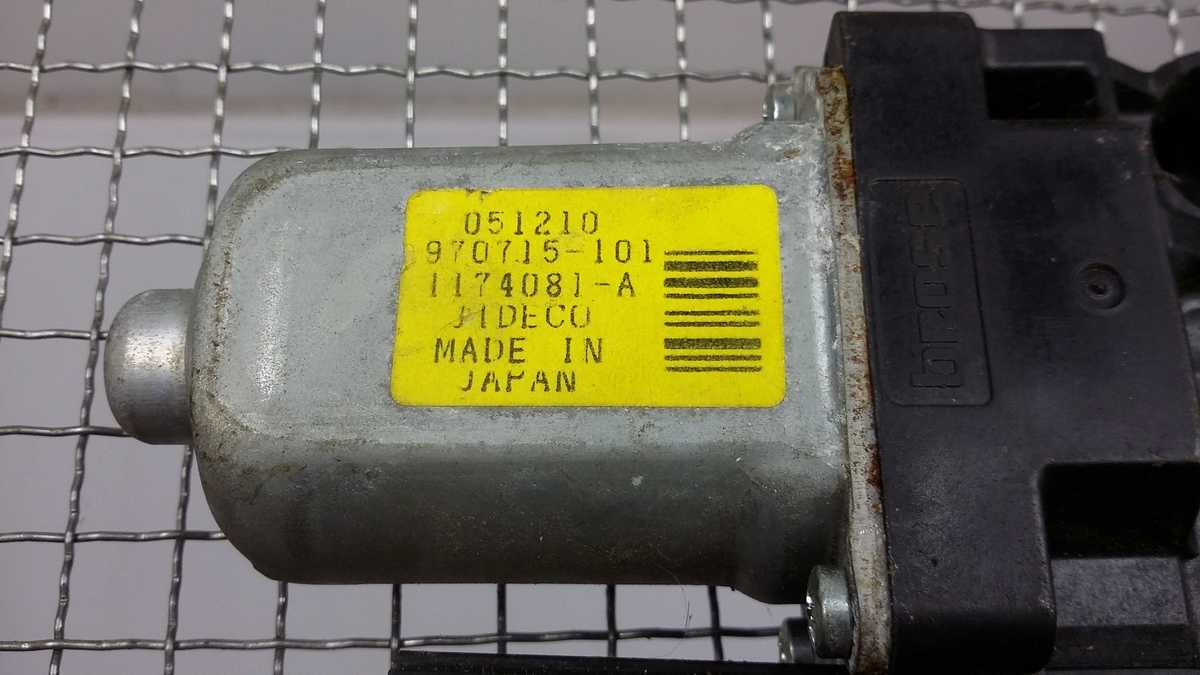 051210
970715-101
1174081-A
JIDECO
MADE IN
JAPAN
brose